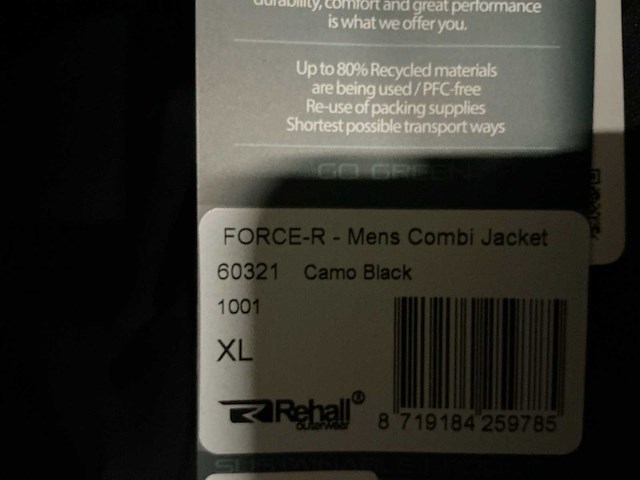 durability, comfort and great performance
is what we offer you.
Up to 80% Recycled materials
are being used / PFC-free
Re-use of packing supplies
Shortest possible transport ways
GO GREEN
FORCE-R - Mens Combi Jacket
60321 Camo Black
1001
XL
Rehall®
outerwear
8 719184 259785